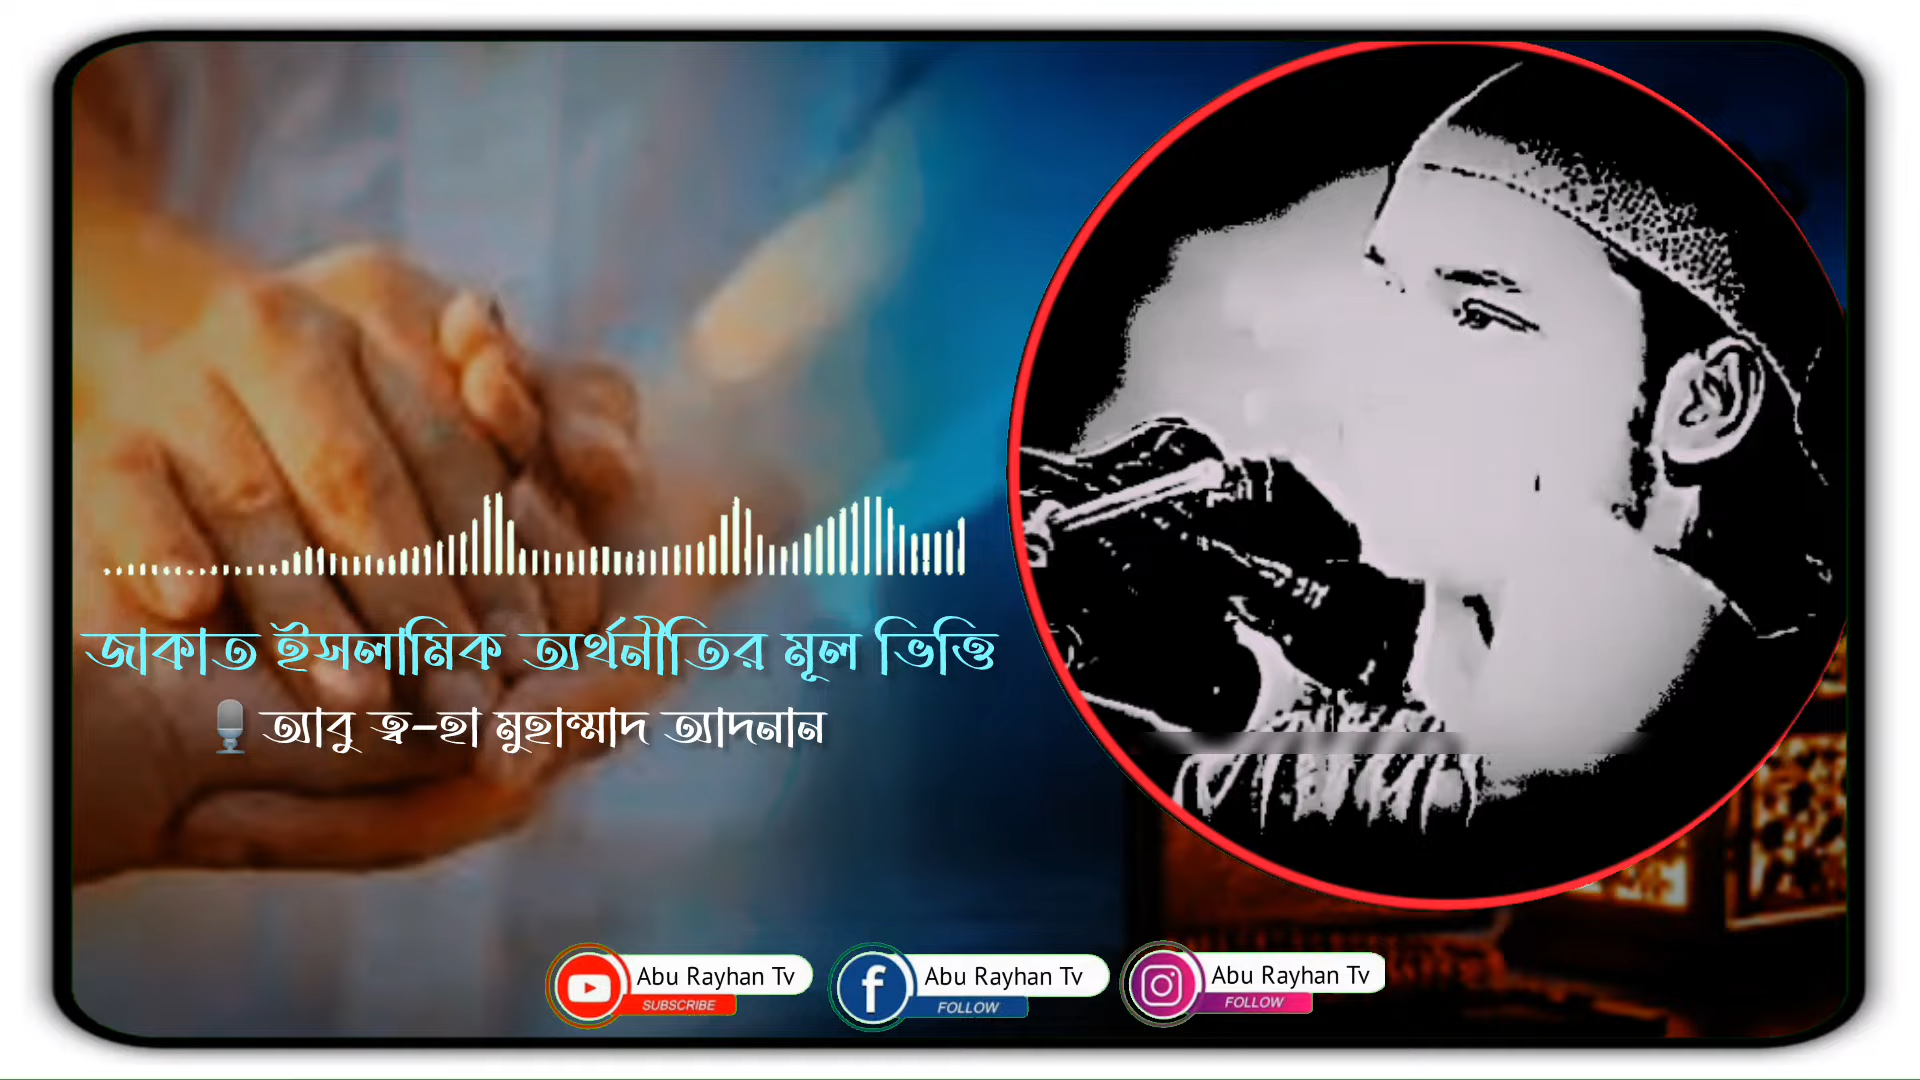 জাকাত ইসলামিক অর্থনীতির মূল ভিত্তি
আবু ত্ব-হা মুহাম্মাদ আদনান
Abu Rayhan Tv
SUBSCRIBE
Abu Rayhan Tv
FOLLOW
Abu Rayhan Tv
FOLLOW